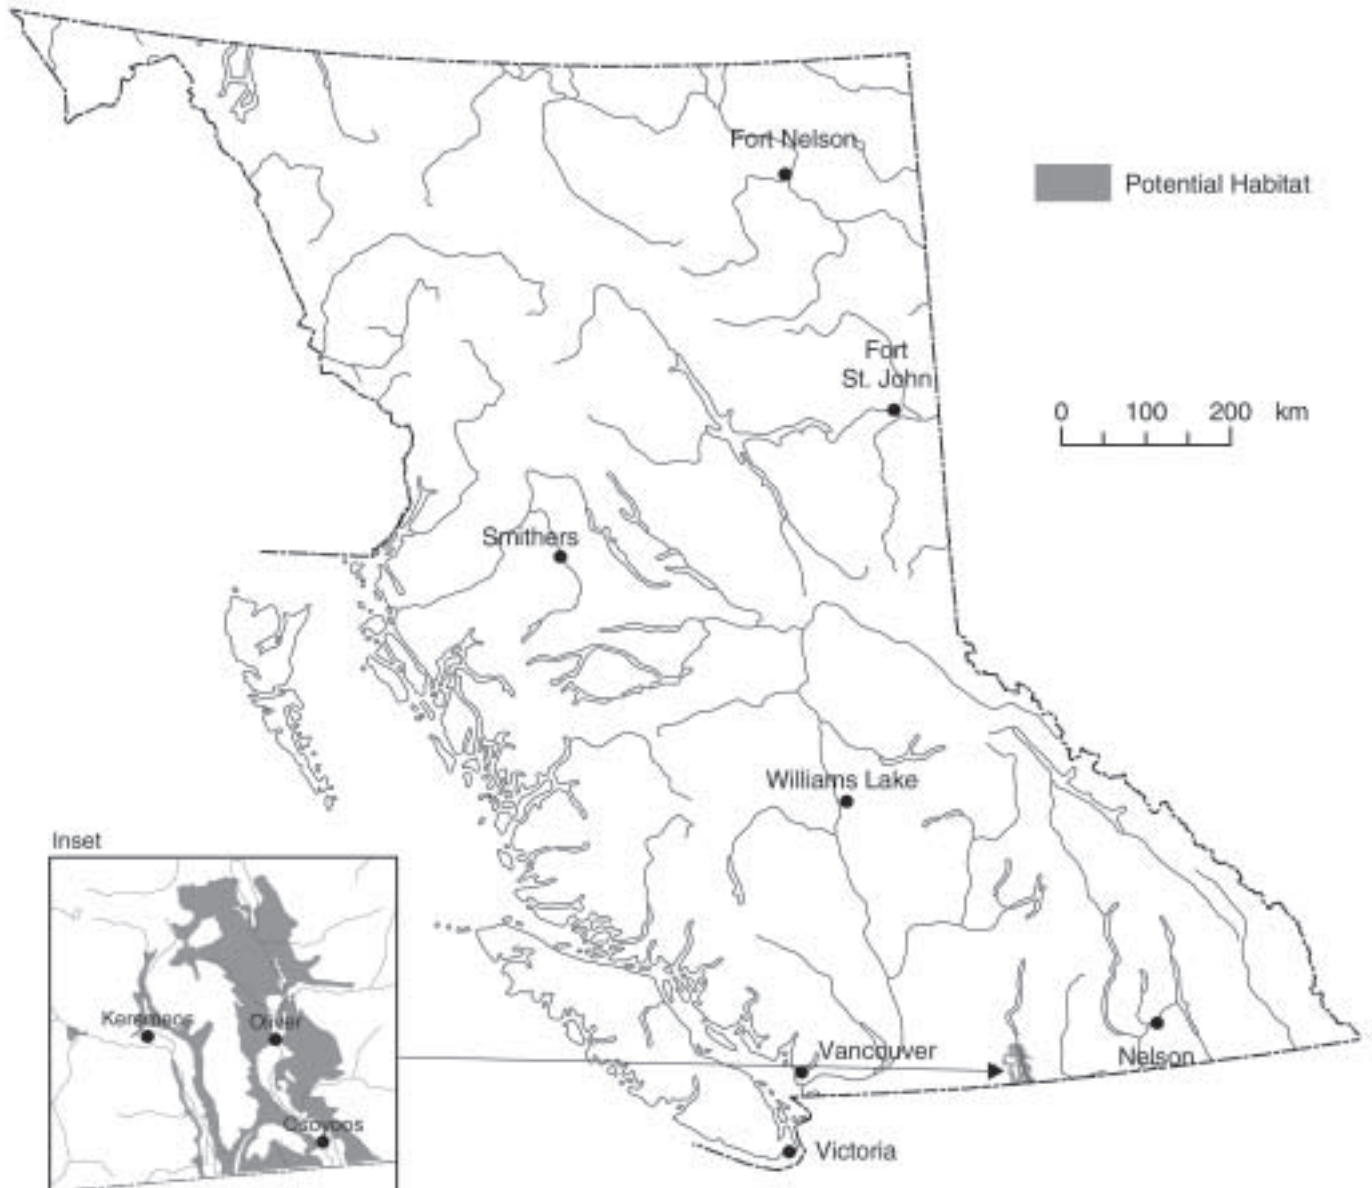 Fort Nelson
Potential Habitat
Fort
St. John
0 100 200 km
Smithers
Williams Lake
Inset
Keremeos
Oliver
Osoyoos
Vancouver
Nelson
Victoria